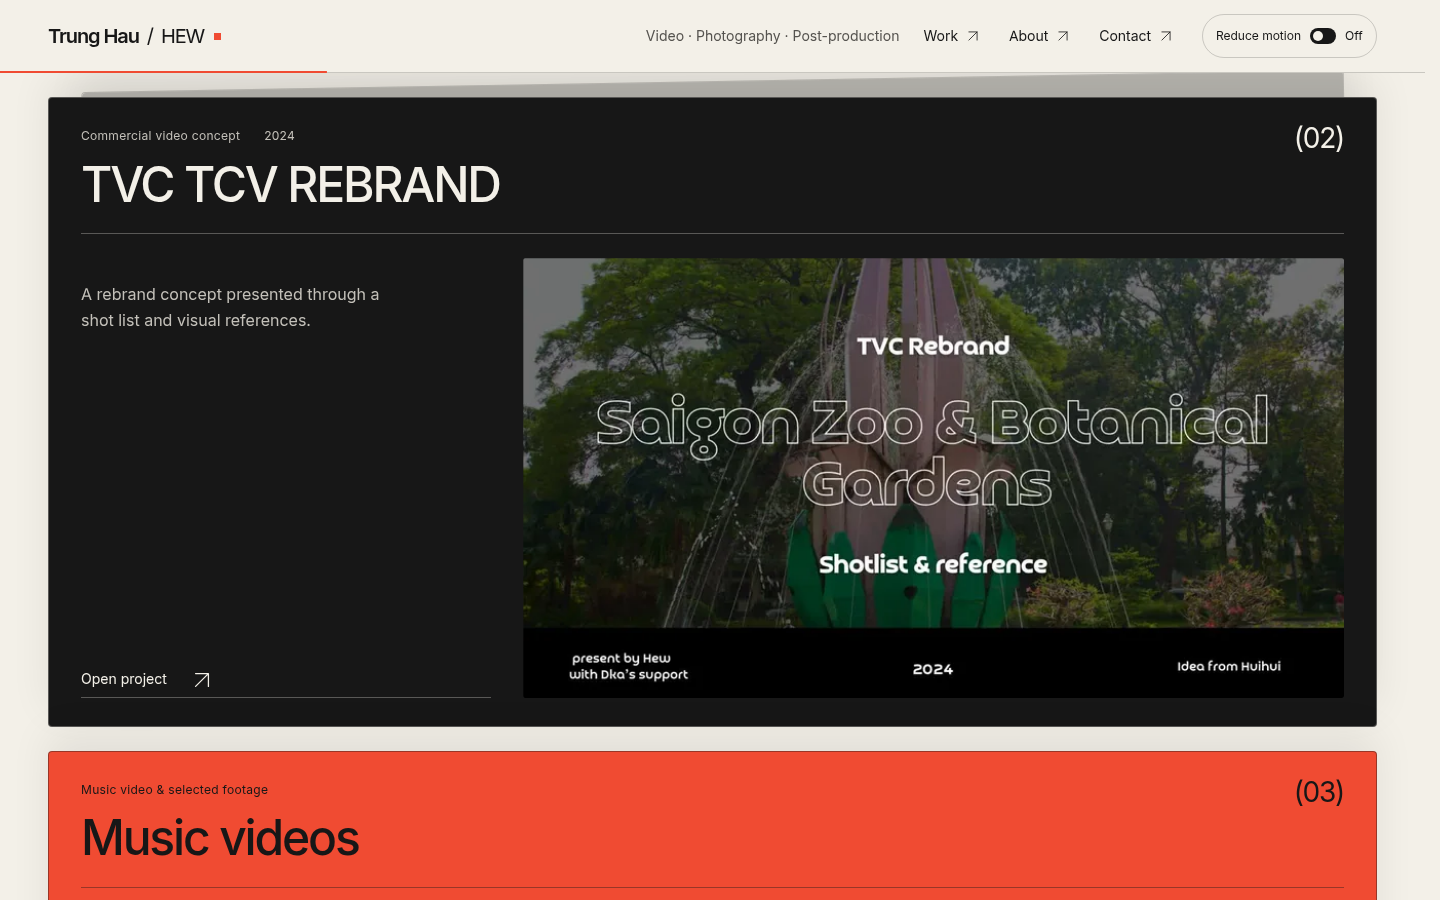 Trung Hau / HEW
Video · Photography · Post-production
Work
About
Contact
Reduce motion
Off
Commercial video concept
2024
(02)
TVC TCV REBRAND
A rebrand concept presented through a
shot list and visual references.
TVC Rebrand
Saigon Zoo & Botanical
Gardens
Shotlist & reference
present by Hew
with Dka's support
2024
Idea from Huihui
Open project
Music video & selected footage
(03)
Music videos